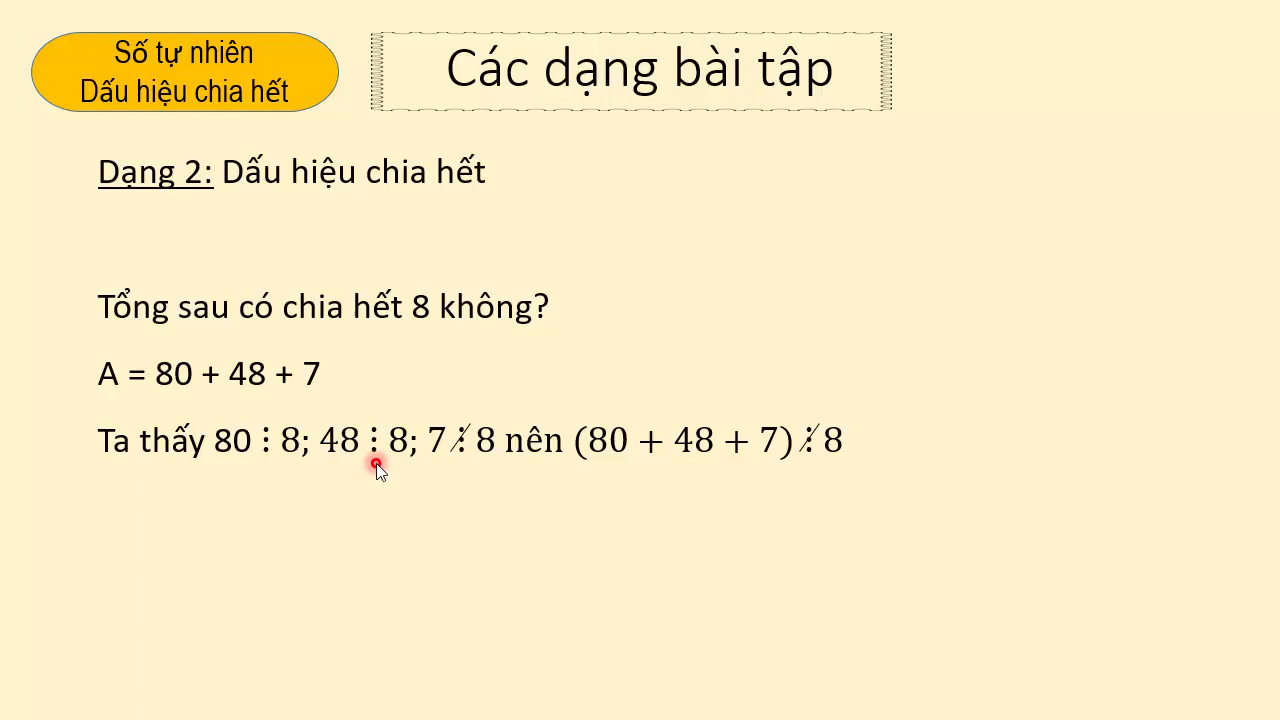 Số tự nhiên
Dấu hiệu chia hết
Các dạng bài tập
Dạng 2: Dấu hiệu chia hết
Tổng sau có chia hết 8 không?
A = 80 + 48 + 7
Ta thấy 80 ⋮ 8; 48 ⋮ 8; 7 ⋮̸ 8 nên (80 + 48 + 7) ⋮̸ 8